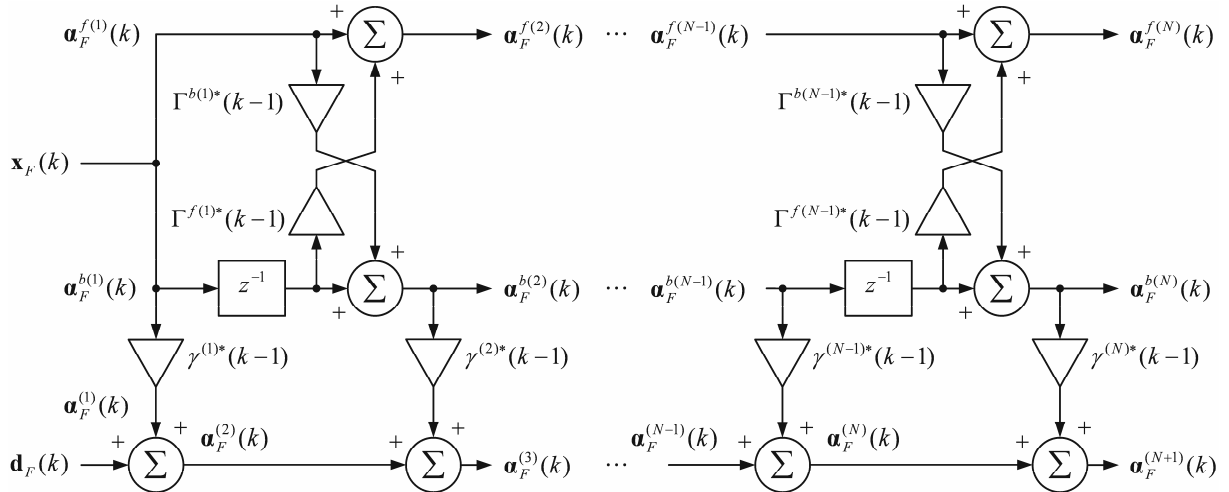 α_F^{f(1)}(k) + Σ α_F^{f(2)}(k) ⋯ α_F^{f(N−1)}(k) + Σ α_F^{f(N)}(k)
+ +
Γ^{b(1)*}(k−1) Γ^{b(N−1)*}(k−1)
x_F(k)
Γ^{f(1)*}(k−1) Γ^{f(N−1)*}(k−1)
+ +
α_F^{b(1)}(k) z^{−1} Σ α_F^{b(2)}(k) ⋯ α_F^{b(N−1)}(k) z^{−1} Σ α_F^{b(N)}(k)
+ +
γ^{(1)*}(k−1) γ^{(2)*}(k−1) γ^{(N−1)*}(k−1) γ^{(N)*}(k−1)
α_F^{(1)}(k)
+ + α_F^{(2)}(k) + + α_F^{(N−1)}(k) + + α_F^{(N)}(k) + +
d_F(k) Σ Σ α_F^{(3)}(k) ⋯ Σ Σ α_F^{(N+1)}(k)